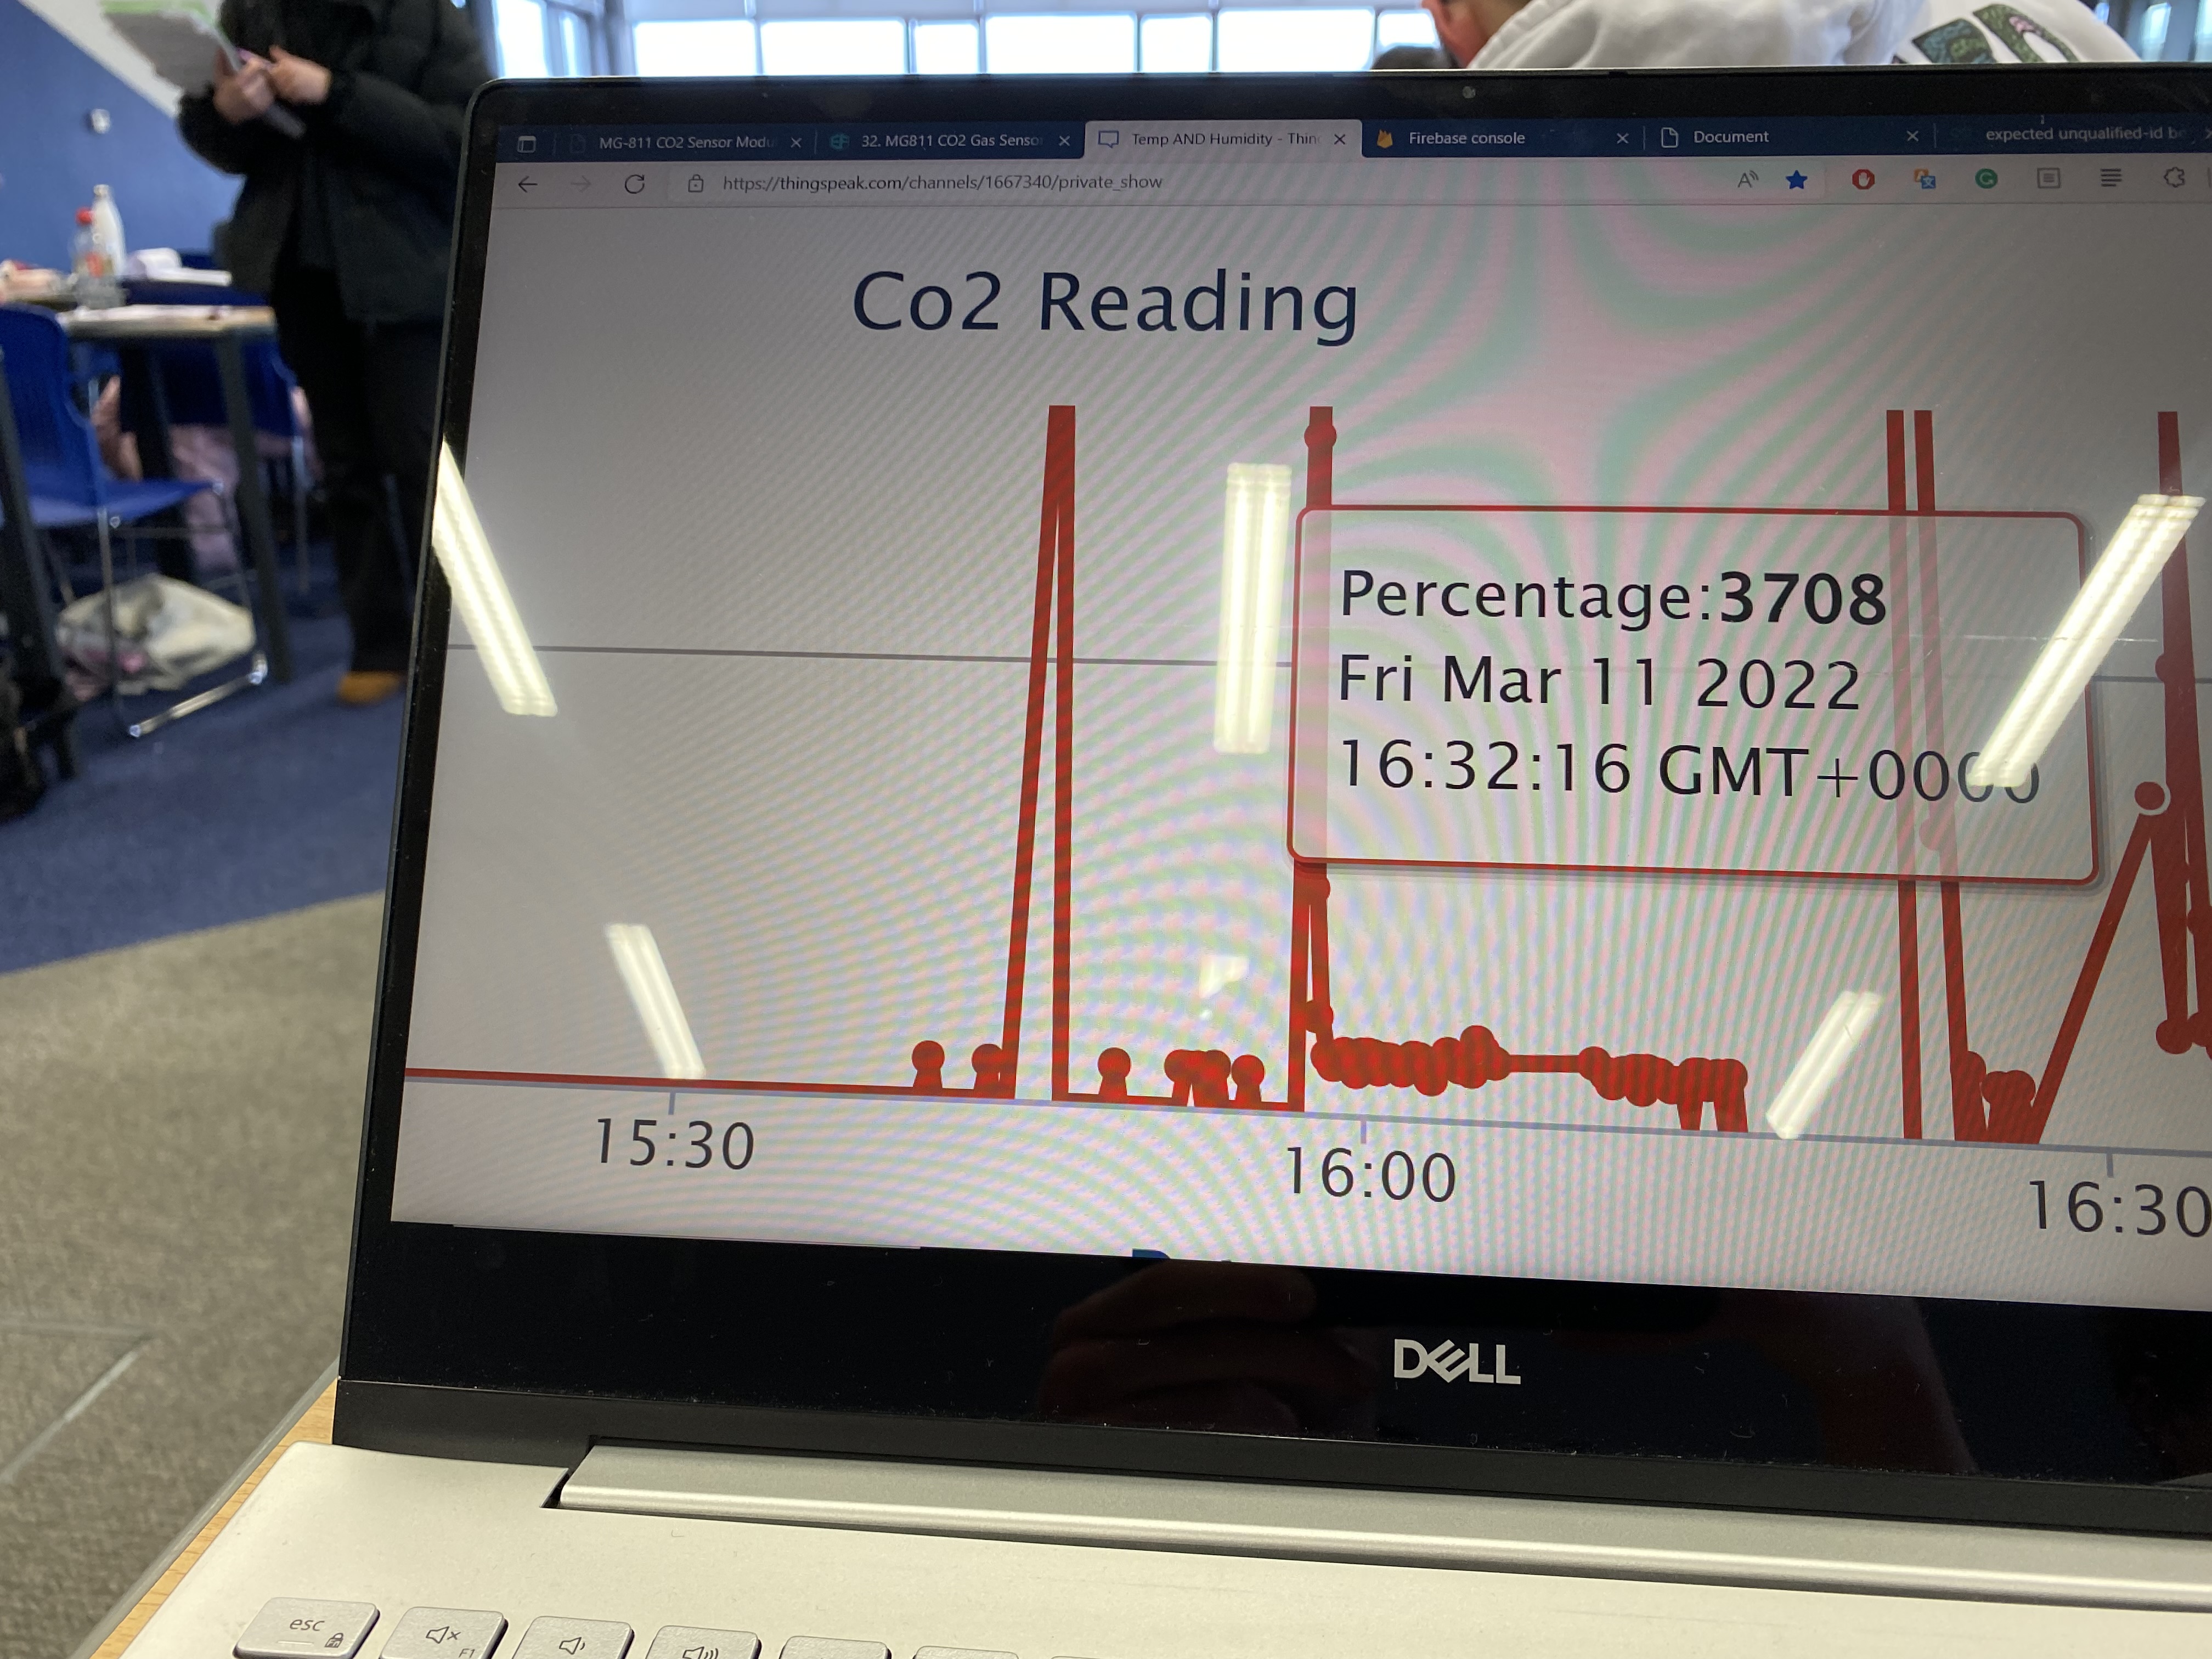 MG-811 CO2 Sensor Modu
32. MG811 CO2 Gas Senso
Temp AND Humidity - Thin
Firebase console
Document
expected unqualified-id b
https://thingspeak.com/channels/1667340/private_show
Co2 Reading
Percentage:3708
Fri Mar 11 2022
16:32:16 GMT+0000
15:30
16:00
16:30
DELL
esc
F1